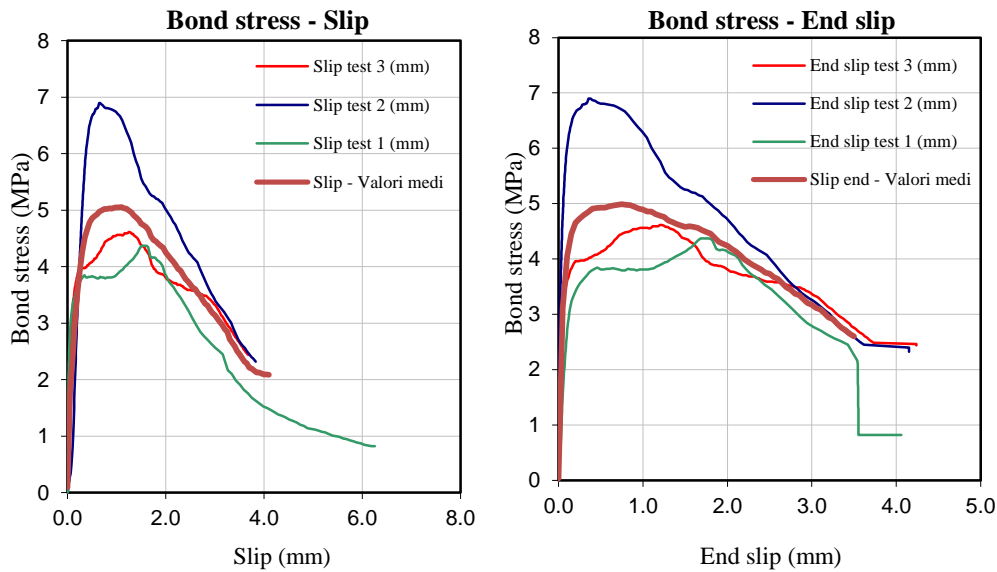 Bond stress - Slip
8
7
6
5
4
3
2
1
0
Bond stress (MPa)
Slip test 3 (mm)
Slip test 2 (mm)
Slip test 1 (mm)
Slip - Valori medi
0.0 2.0 4.0 6.0 8.0
Slip (mm)
Bond stress - End slip
8
7
6
5
4
3
2
1
0
Bond stress (MPa)
End slip test 3 (mm)
End slip test 2 (mm)
End slip test 1 (mm)
Slip end - Valori medi
0.0 1.0 2.0 3.0 4.0 5.0
End slip (mm)